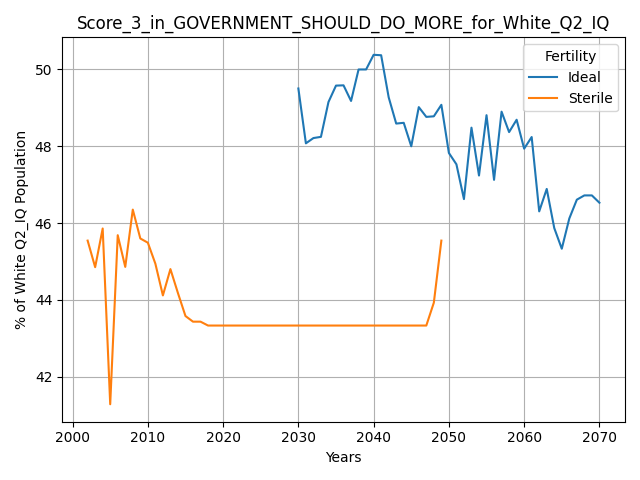 Score_3_in_GOVERNMENT_SHOULD_DO_MORE_for_White_Q2_IQ
Fertility
Ideal
Sterile
% of White Q2_IQ Population
50
48
46
44
42
2000 2010 2020 2030 2040 2050 2060 2070
Years